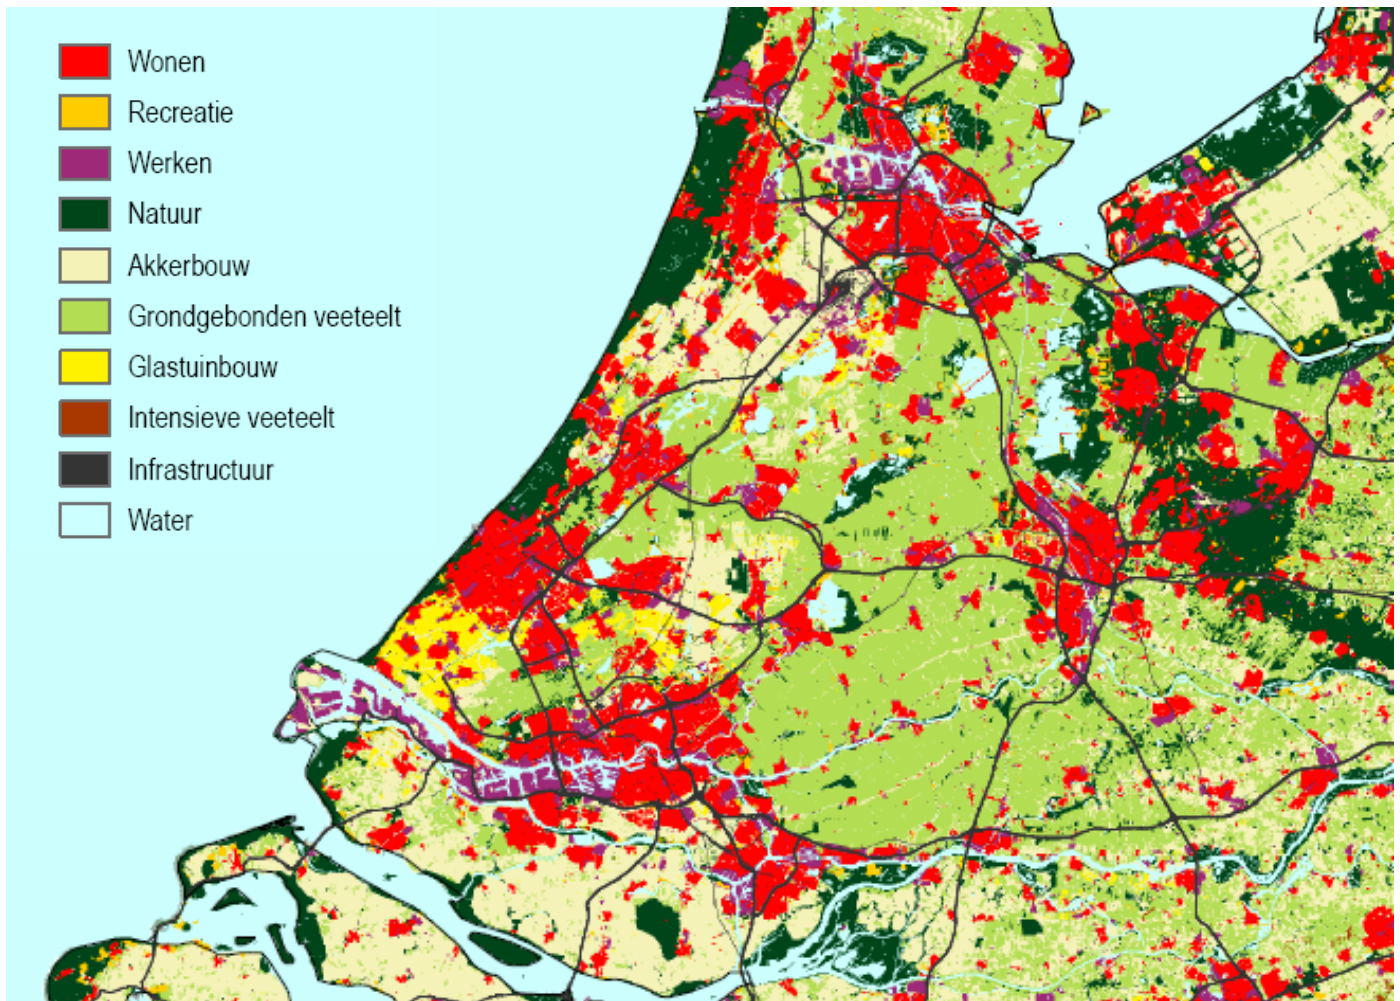 Wonen
Recreatie
Werken
Natuur
Akkerbouw
Grondgebonden veeteelt
Glastuinbouw
Intensieve veeteelt
Infrastructuur
Water